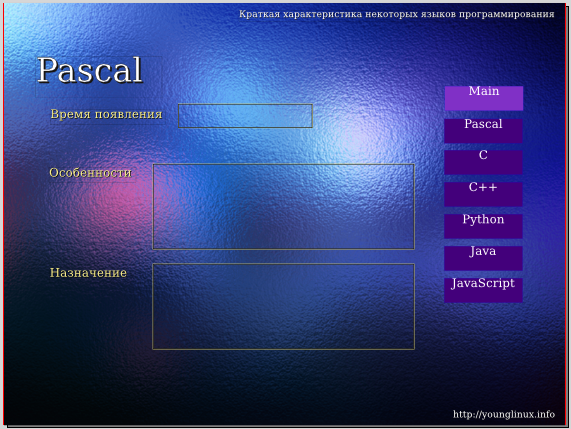 Краткая характеристика некоторых языков программирования
Pascal
Время появления
Особенности
Назначение
Main
Pascal
C
C++
Python
Java
JavaScript
http://younglinux.info